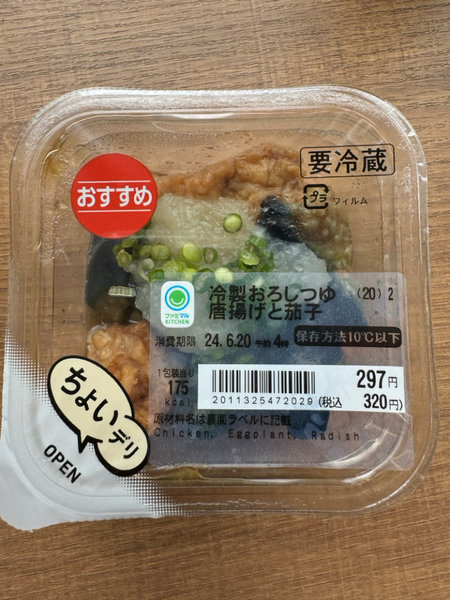 要冷蔵
おすすめ
プラ フィルム
ファミマル
KITCHEN
冷製おろしつゆ (20) 2
唐揚げと茄子
消費期限 24. 6.20 午前 4時 保存方法10℃以下
1包装当り
175
kcal
297円
2011325472029 (税込 320円)
原材料名は裏面ラベルに記載
Chicken, Eggplant, Radish
ちょい
デリ
OPEN